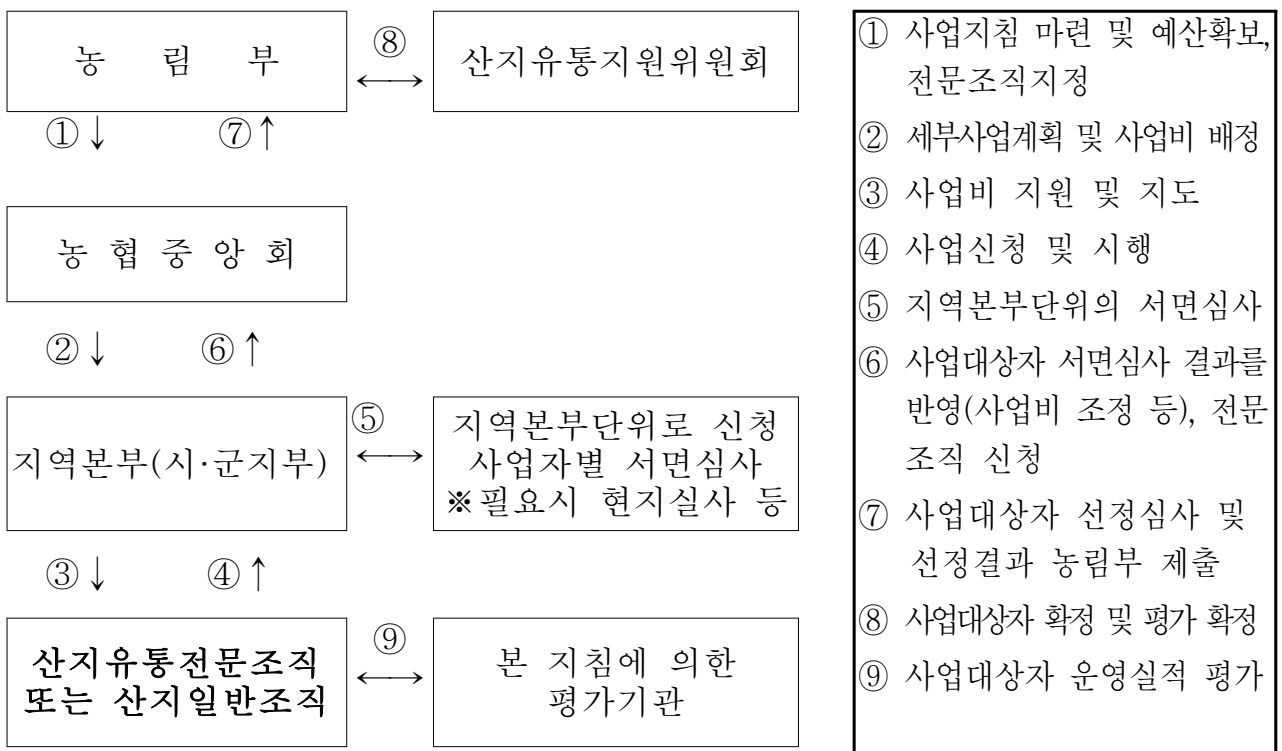 농 림 부
⑧
산지유통지원위원회
①↓ ⑦↑
농 협 중 앙 회
②↓ ⑥↑
지역본부(시·군지부)
⑤
지역본부단위로 신청
사업자별 서면심사
※필요시 현지실사 등
③↓ ④↑
산지유통전문조직
또는 산지일반조직
⑨
본 지침에 의한
평가기관
① 사업지침 마련 및 예산확보,
전문조직지정
② 세부사업계획 및 사업비 배정
③ 사업비 지원 및 지도
④ 사업신청 및 시행
⑤ 지역본부단위의 서면심사
⑥ 사업대상자 서면심사 결과를
반영(사업비 조정 등), 전문
조직 신청
⑦ 사업대상자 선정심사 및
선정결과 농림부 제출
⑧ 사업대상자 확정 및 평가 확정
⑨ 사업대상자 운영실적 평가